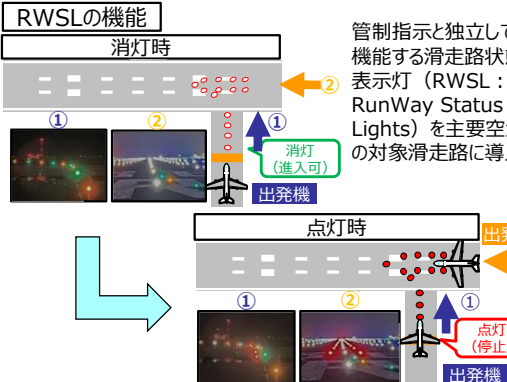 RWSLの機能
消灯時
管制指示と独立して
機能する滑走路状態
表示灯（RWSL：
RunWay Status
Lights）を主要空
の対象滑走路に導
②
①
②
①
消灯
（進入可）
出発機
点灯時
出
①
②
①
点灯
（停止
出発機